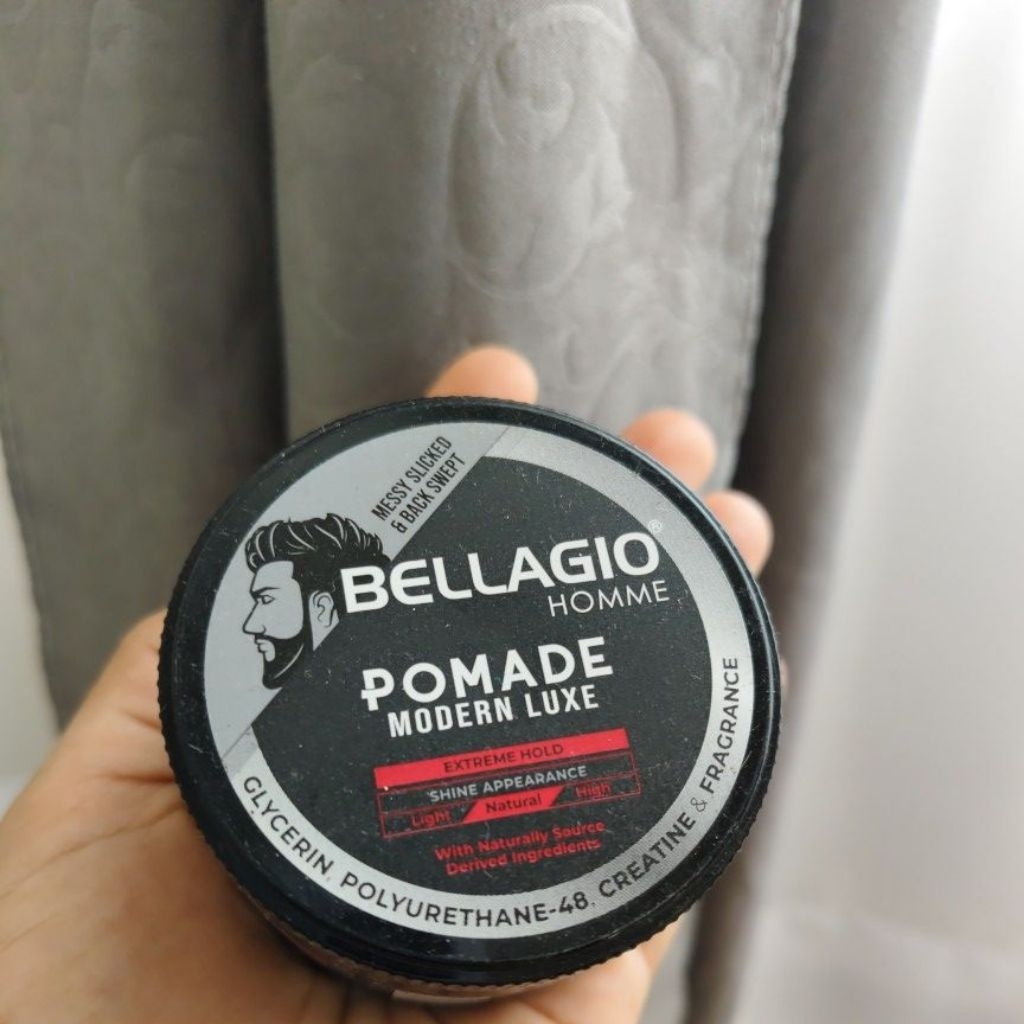 MESSY SLICKED
& BACK SWEPT
BELLAGIO®
HOMME
POMADE
MODERN LUXE
EXTREME HOLD
SHINE APPEARANCE
Light Natural High
With Naturally Source
Derived Ingredients
GLYCERIN, POLYURETHANE-48, CREATINE & FRAGRANCE